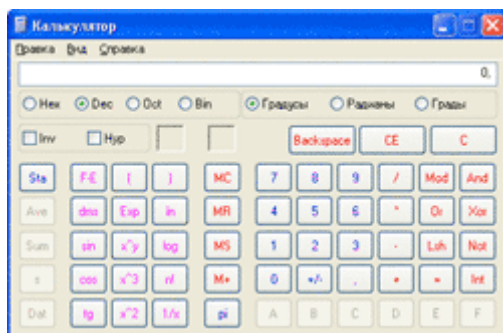 Калькулятор
Правка Вид Справка
0,
Hex Dec Oct Bin Градусы Радианы Грады
Inv Hyp Backspace CE C
Sta F-E ( ) MC 7 8 9 / Mod And
Ave dms Exp ln MR 4 5 6 * Or Xor
Sum sin x^y log MS 1 2 3 - Lsh Not
s cos x^3 n! M+ 0 +/- , + = Int
Dat tg x^2 1/x pi A B C D E F